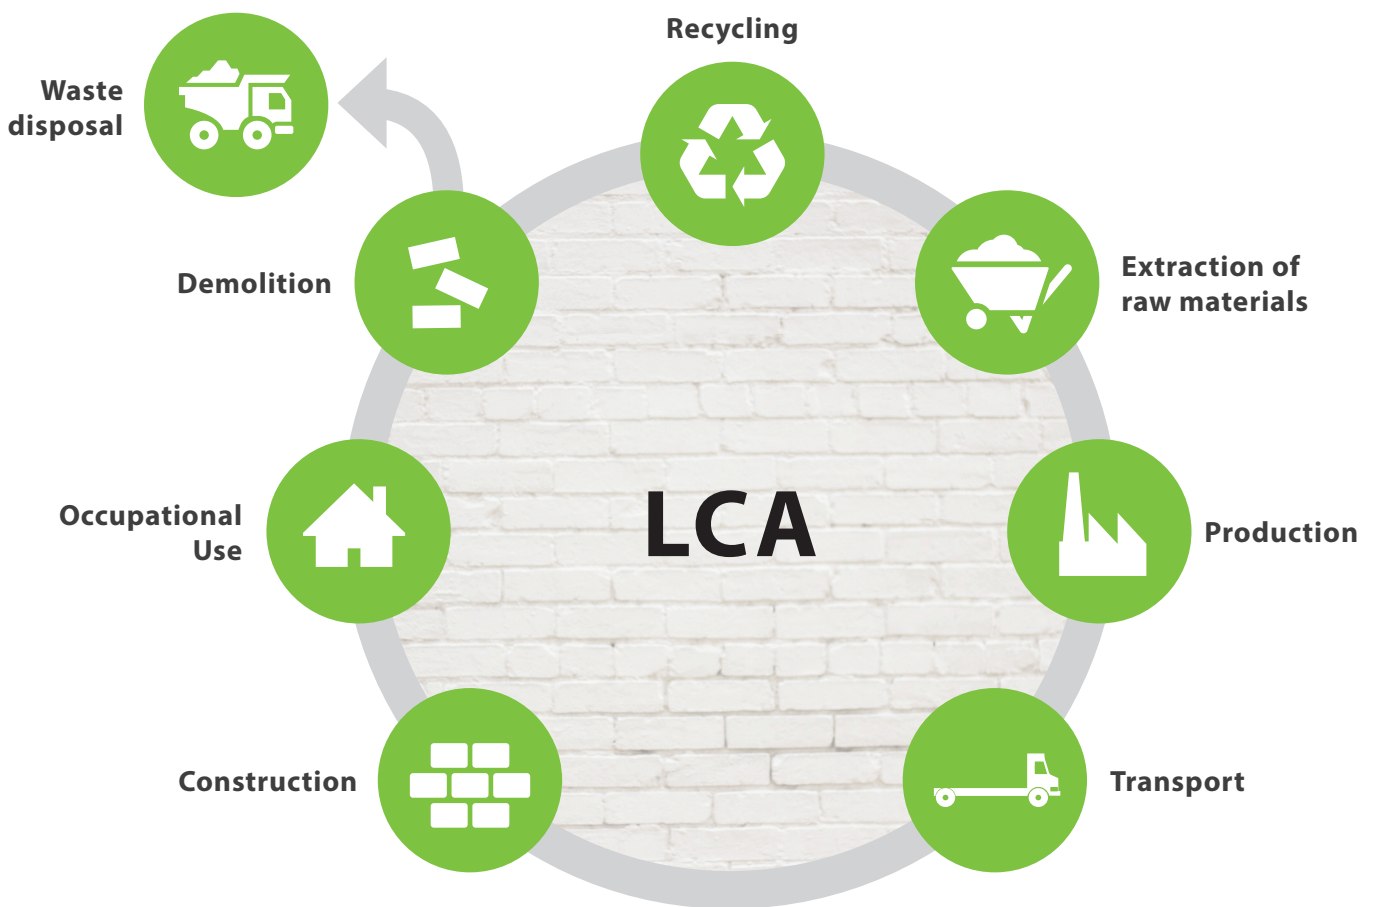 Recycling
Waste
disposal
Extraction of
raw materials
Demolition
LCA
Occupational
Use
Production
Construction
Transport